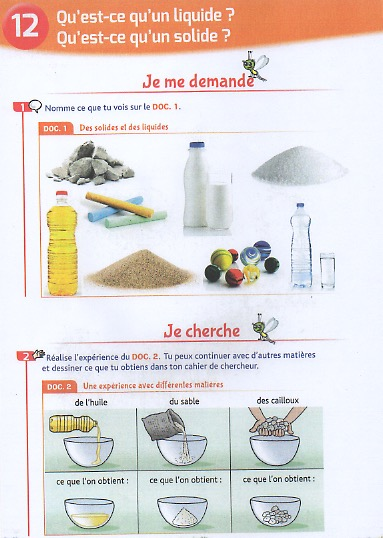 12
Qu'est-ce qu'un liquide ?
Qu'est-ce qu'un solide ?
Je me demande
1 Nomme ce que tu vois sur le DOC. 1.
DOC. 1 Des solides et des liquides
Je cherche
2 Réalise l'expérience du DOC. 2. Tu peux continuer avec d'autres matières
et dessiner ce que tu obtiens dans ton cahier de chercheur.
DOC. 2 Une expérience avec différentes matières
de l'huile du sable des cailloux
ce que l'on obtient : ce que l'on obtient : ce que l'on obtient :